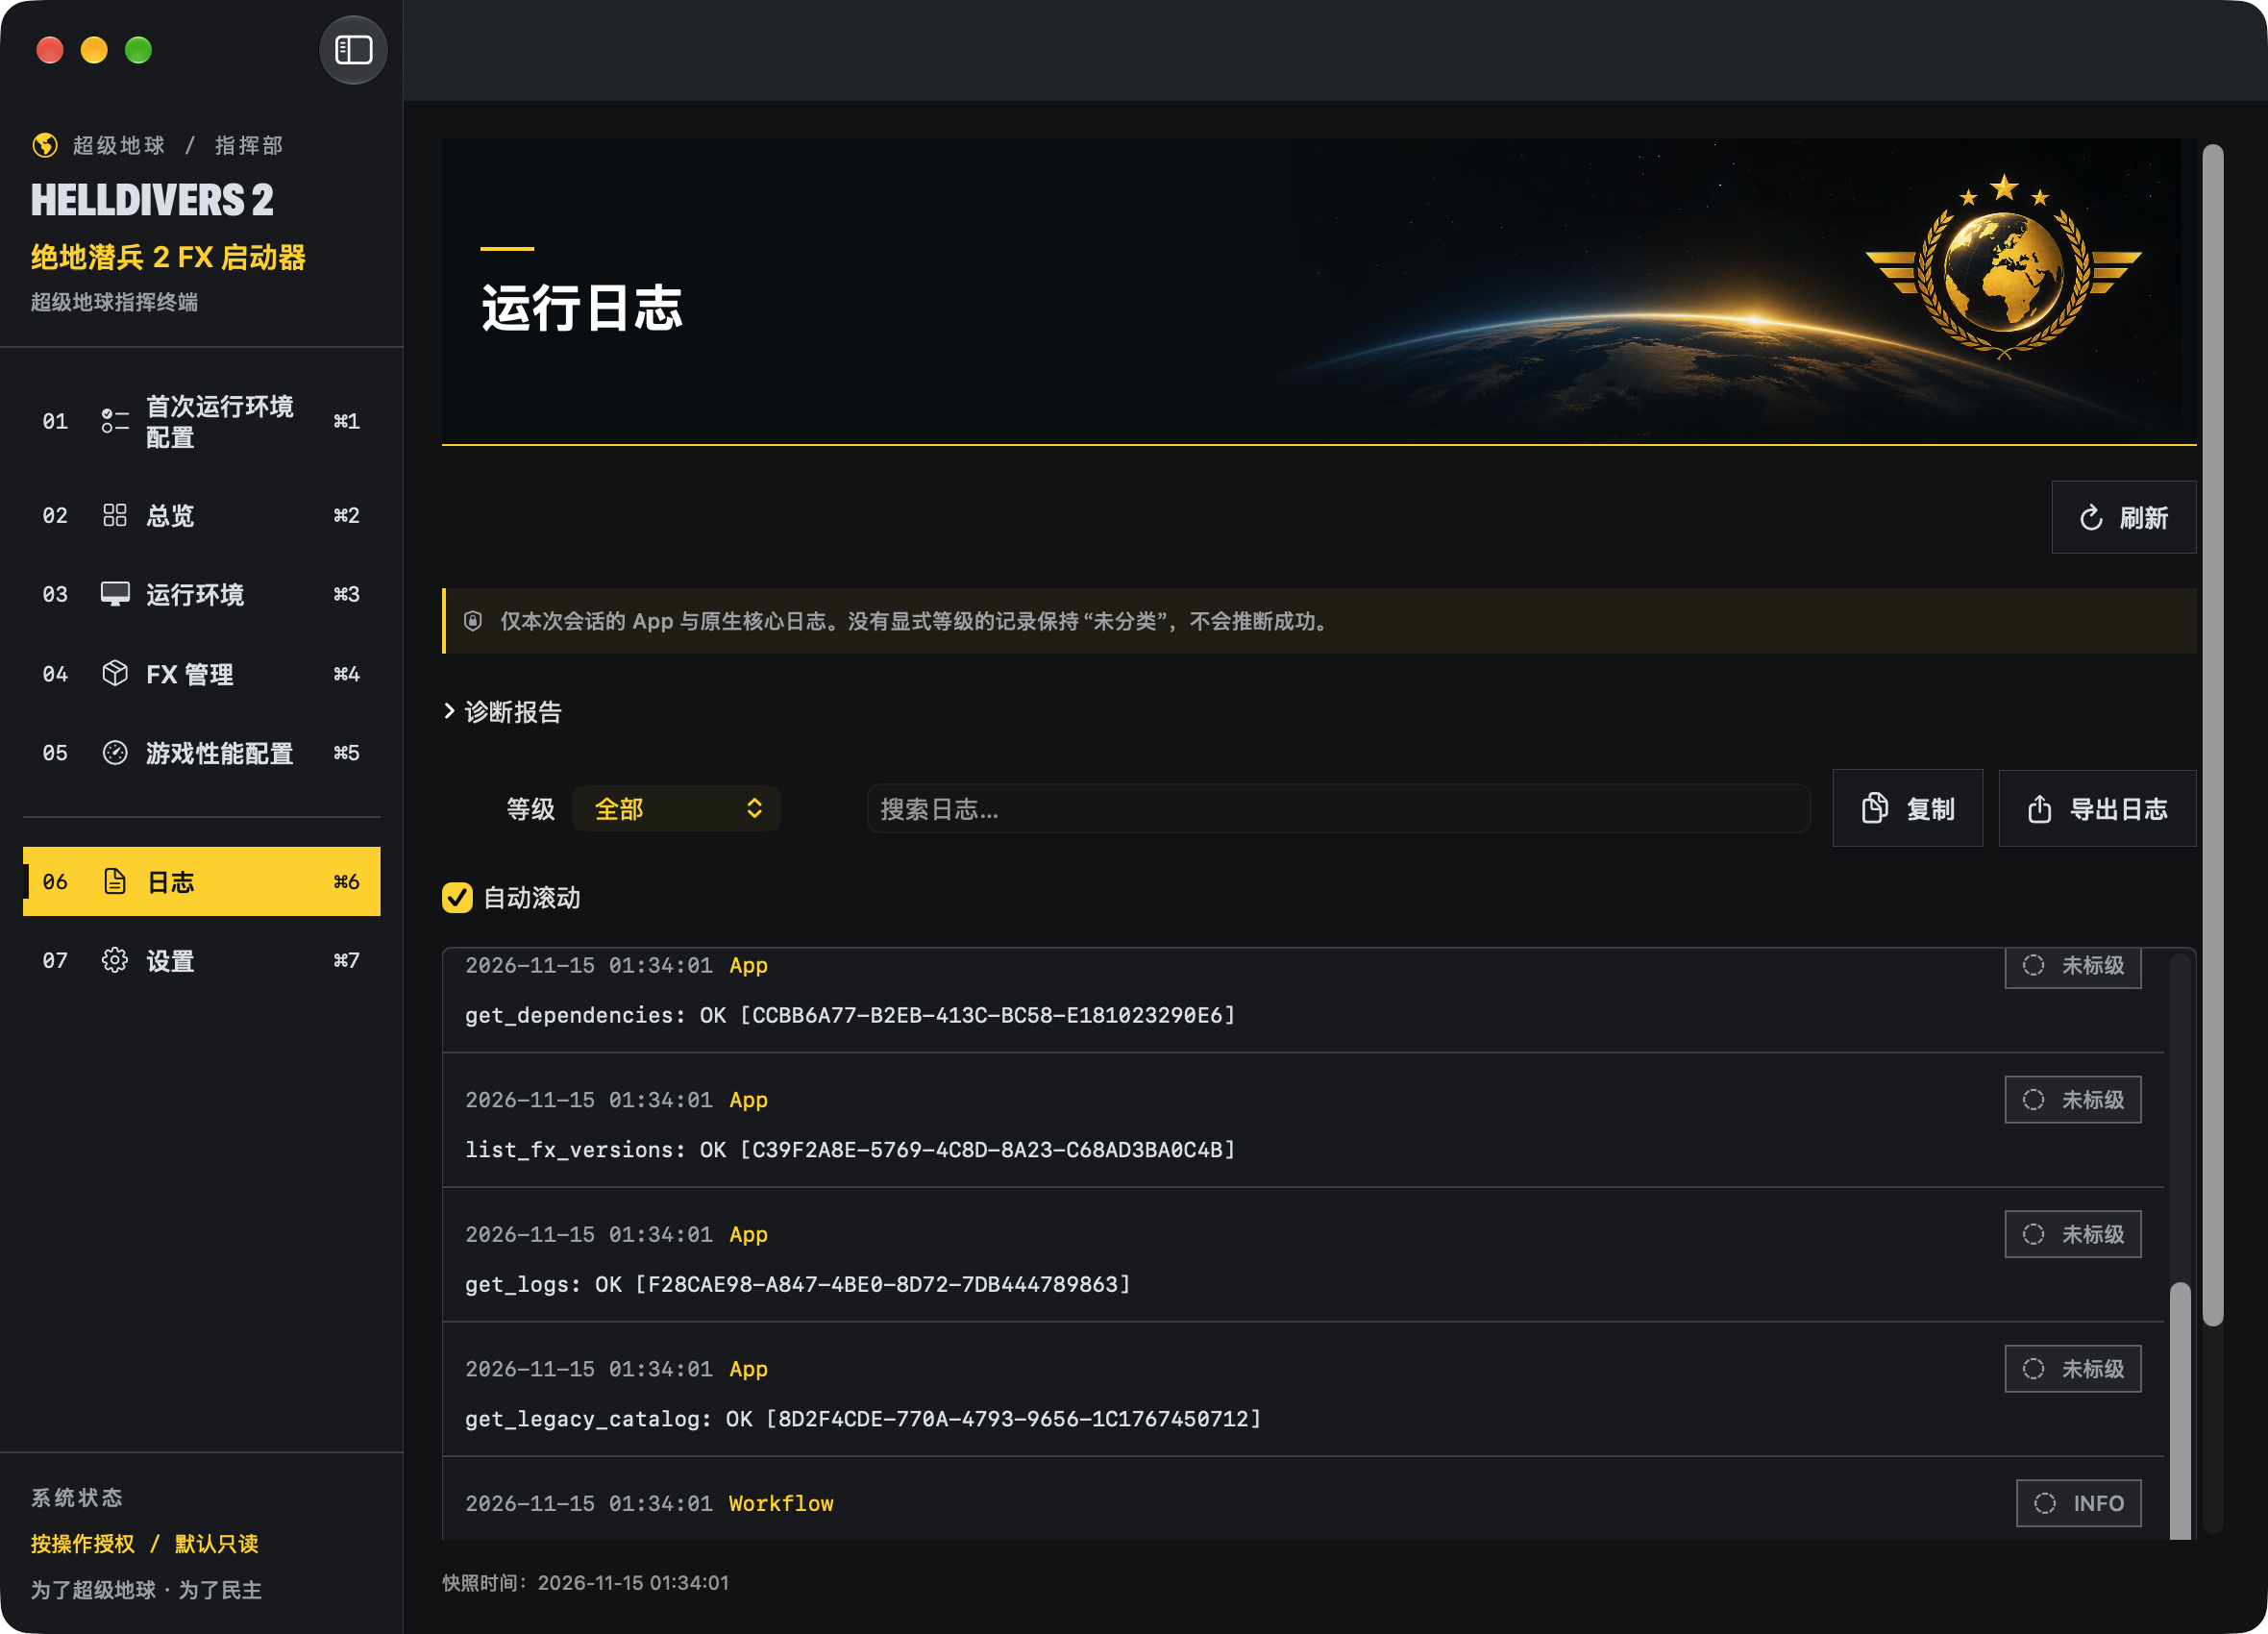 超级地球 / 指挥部
HELLDIVERS 2
绝地潜兵 2 FX 启动器
超级地球指挥终端
01 首次运行环境配置 ⌘1
02 总览 ⌘2
03 运行环境 ⌘3
04 FX 管理 ⌘4
05 游戏性能配置 ⌘5
06 日志 ⌘6
07 设置 ⌘7
系统状态
按操作授权 / 默认只读
为了超级地球 · 为了民主
运行日志
刷新
仅本次会话的 App 与原生核心日志。没有显式等级的记录保持“未分类”，不会推断成功。
诊断报告
等级 全部 搜索日志... 复制 导出日志
自动滚动
2026-11-15 01:34:01 App 未标级
get_dependencies: OK [CCBB6A77-B2EB-413C-BC58-E181023290E6]
2026-11-15 01:34:01 App 未标级
list_fx_versions: OK [C39F2A8E-5769-4C8D-8A23-C68AD3BA0C4B]
2026-11-15 01:34:01 App 未标级
get_logs: OK [F28CAE98-A847-4BE0-8D72-7DB444789863]
2026-11-15 01:34:01 App 未标级
get_legacy_catalog: OK [8D2F4CDE-770A-4793-9656-1C1767450712]
2026-11-15 01:34:01 Workflow INFO
快照时间：2026-11-15 01:34:01